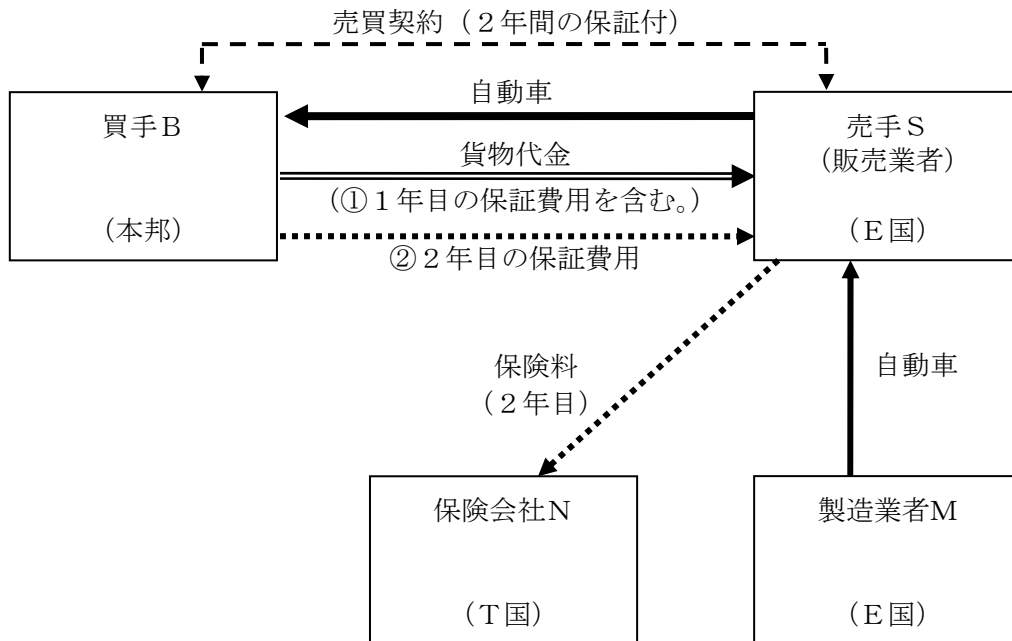 売買契約（２年間の保証付）
買手Ｂ
（本邦）
自動車
貨物代金
（①１年目の保証費用を含む。）
②２年目の保証費用
売手Ｓ
（販売業者）
（Ｅ国）
保険料
（２年目）
自動車
保険会社Ｎ
（Ｔ国）
製造業者Ｍ
（Ｅ国）